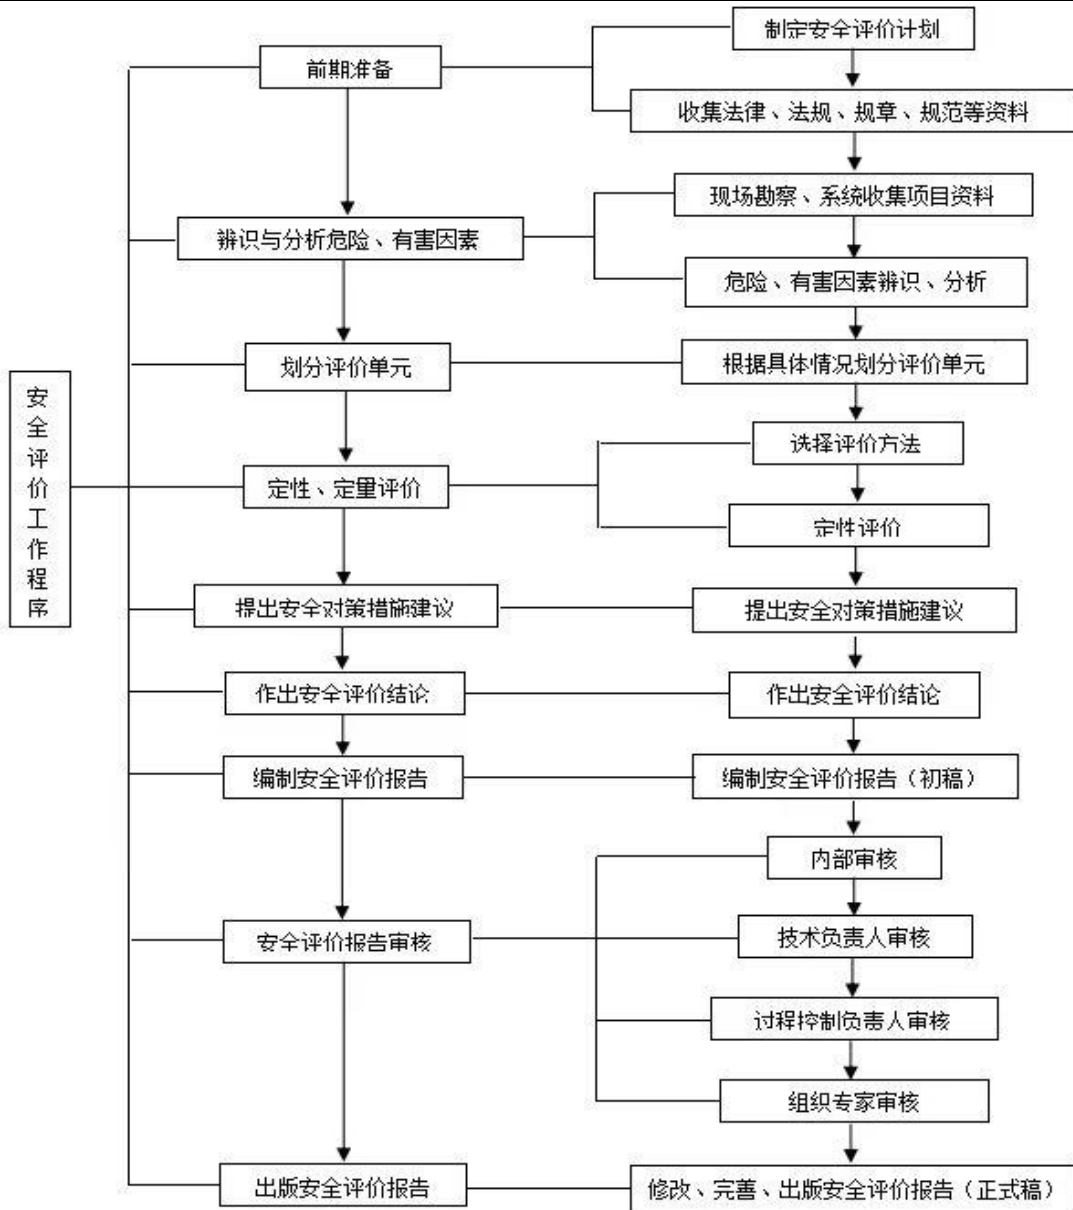 制定安全评价计划
前期准备
收集法律、法规、规章、规范等资料
现场勘察、系统收集项目资料
辨识与分析危险、有害因素
危险、有害因素辨识、分析
划分评价单元
根据具体情况划分评价单元
安全评价工作程序
选择评价方法
定性、定量评价
定性评价
提出安全对策措施建议
提出安全对策措施建议
作出安全评价结论
作出安全评价结论
编制安全评价报告
编制安全评价报告（初稿）
内部审核
安全评价报告审核
技术负责人审核
过程控制负责人审核
组织专家审核
出版安全评价报告
修改、完善、出版安全评价报告（正式稿）